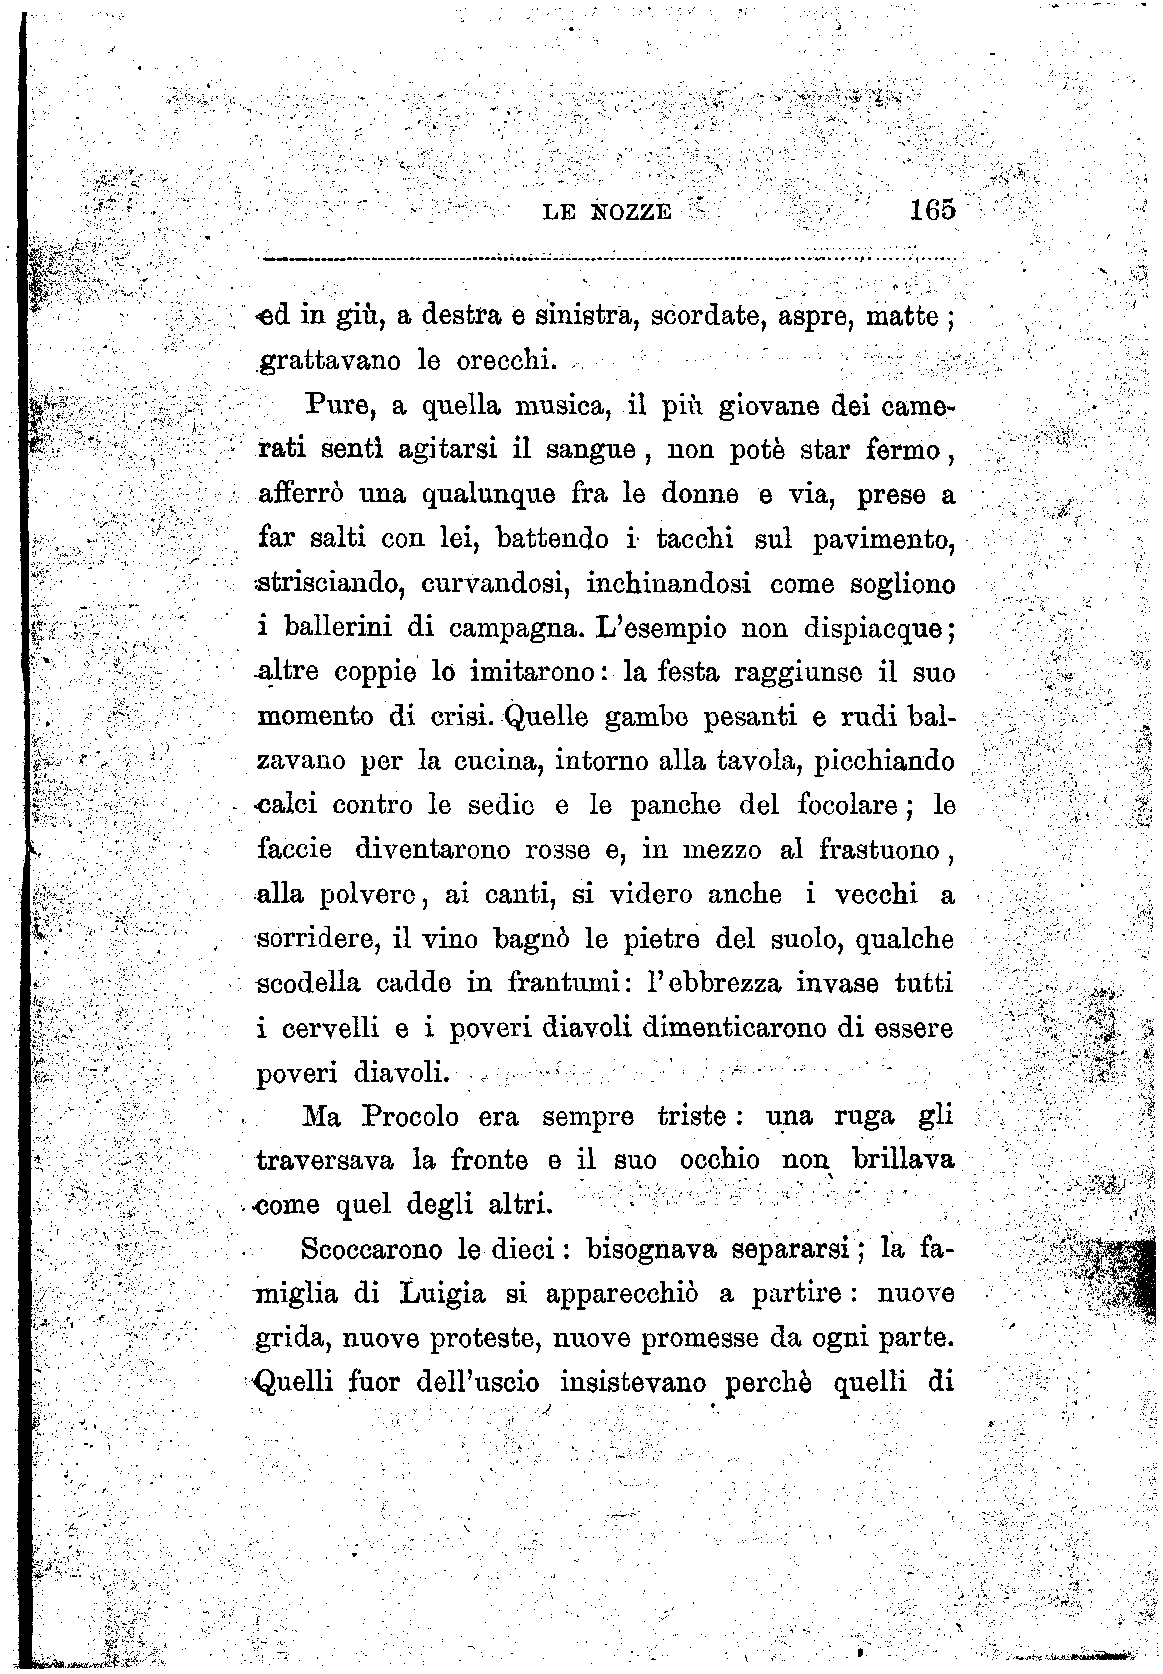 LE NOZZE 165
ed in giù, a destra e sinistra, scordate, aspre, matte ;
grattavano le orecchi.
Pure, a quella musica, il più giovane dei came-
rati sentì agitarsi il sangue , non potè star fermo ,
afferrò una qualunque fra le donne e via, prese a
far salti con lei, battendo i tacchi sul pavimento,
strisciando, curvandosi, inchinandosi come sogliono
i ballerini di campagna. L'esempio non dispiacque ;
altre coppie lo imitarono : la festa raggiunse il suo
momento di crisi. Quelle gambe pesanti e rudi bal-
zavano per la cucina, intorno alla tavola, picchiando
calci contro le sedie e le panche del focolare ; le
faccie diventarono rosse e, in mezzo al frastuono ,
alla polvere , ai canti, si videro anche i vecchi a
sorridere, il vino bagnò le pietre del suolo, qualche
scodella cadde in frantumi : l'ebbrezza invase tutti
i cervelli e i poveri diavoli dimenticarono di essere
poveri diavoli.
Ma Procolo era sempre triste : una ruga gli
traversava la fronte e il suo occhio non brillava
come quel degli altri.
Scoccarono le dieci : bisognava separarsi ; la fa-
miglia di Luigia si apparecchiò a partire : nuove
grida, nuove proteste, nuove promesse da ogni parte.
Quelli fuor dell'uscio insistevano perchè quelli di